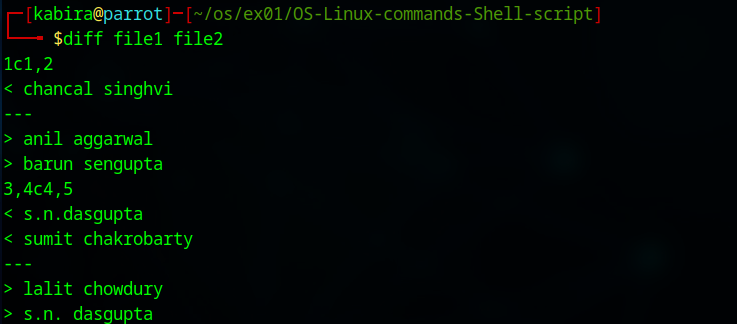 ┌─[kabira@parrot]─[~/os/ex01/OS-Linux-commands-Shell-script]
└──╼ $diff file1 file2
1c1,2
< chancal singhvi
---
> anil aggarwal
> barun sengupta
3,4c4,5
< s.n.dasgupta
< sumit chakrobarty
---
> lalit chowdury
> s.n. dasgupta